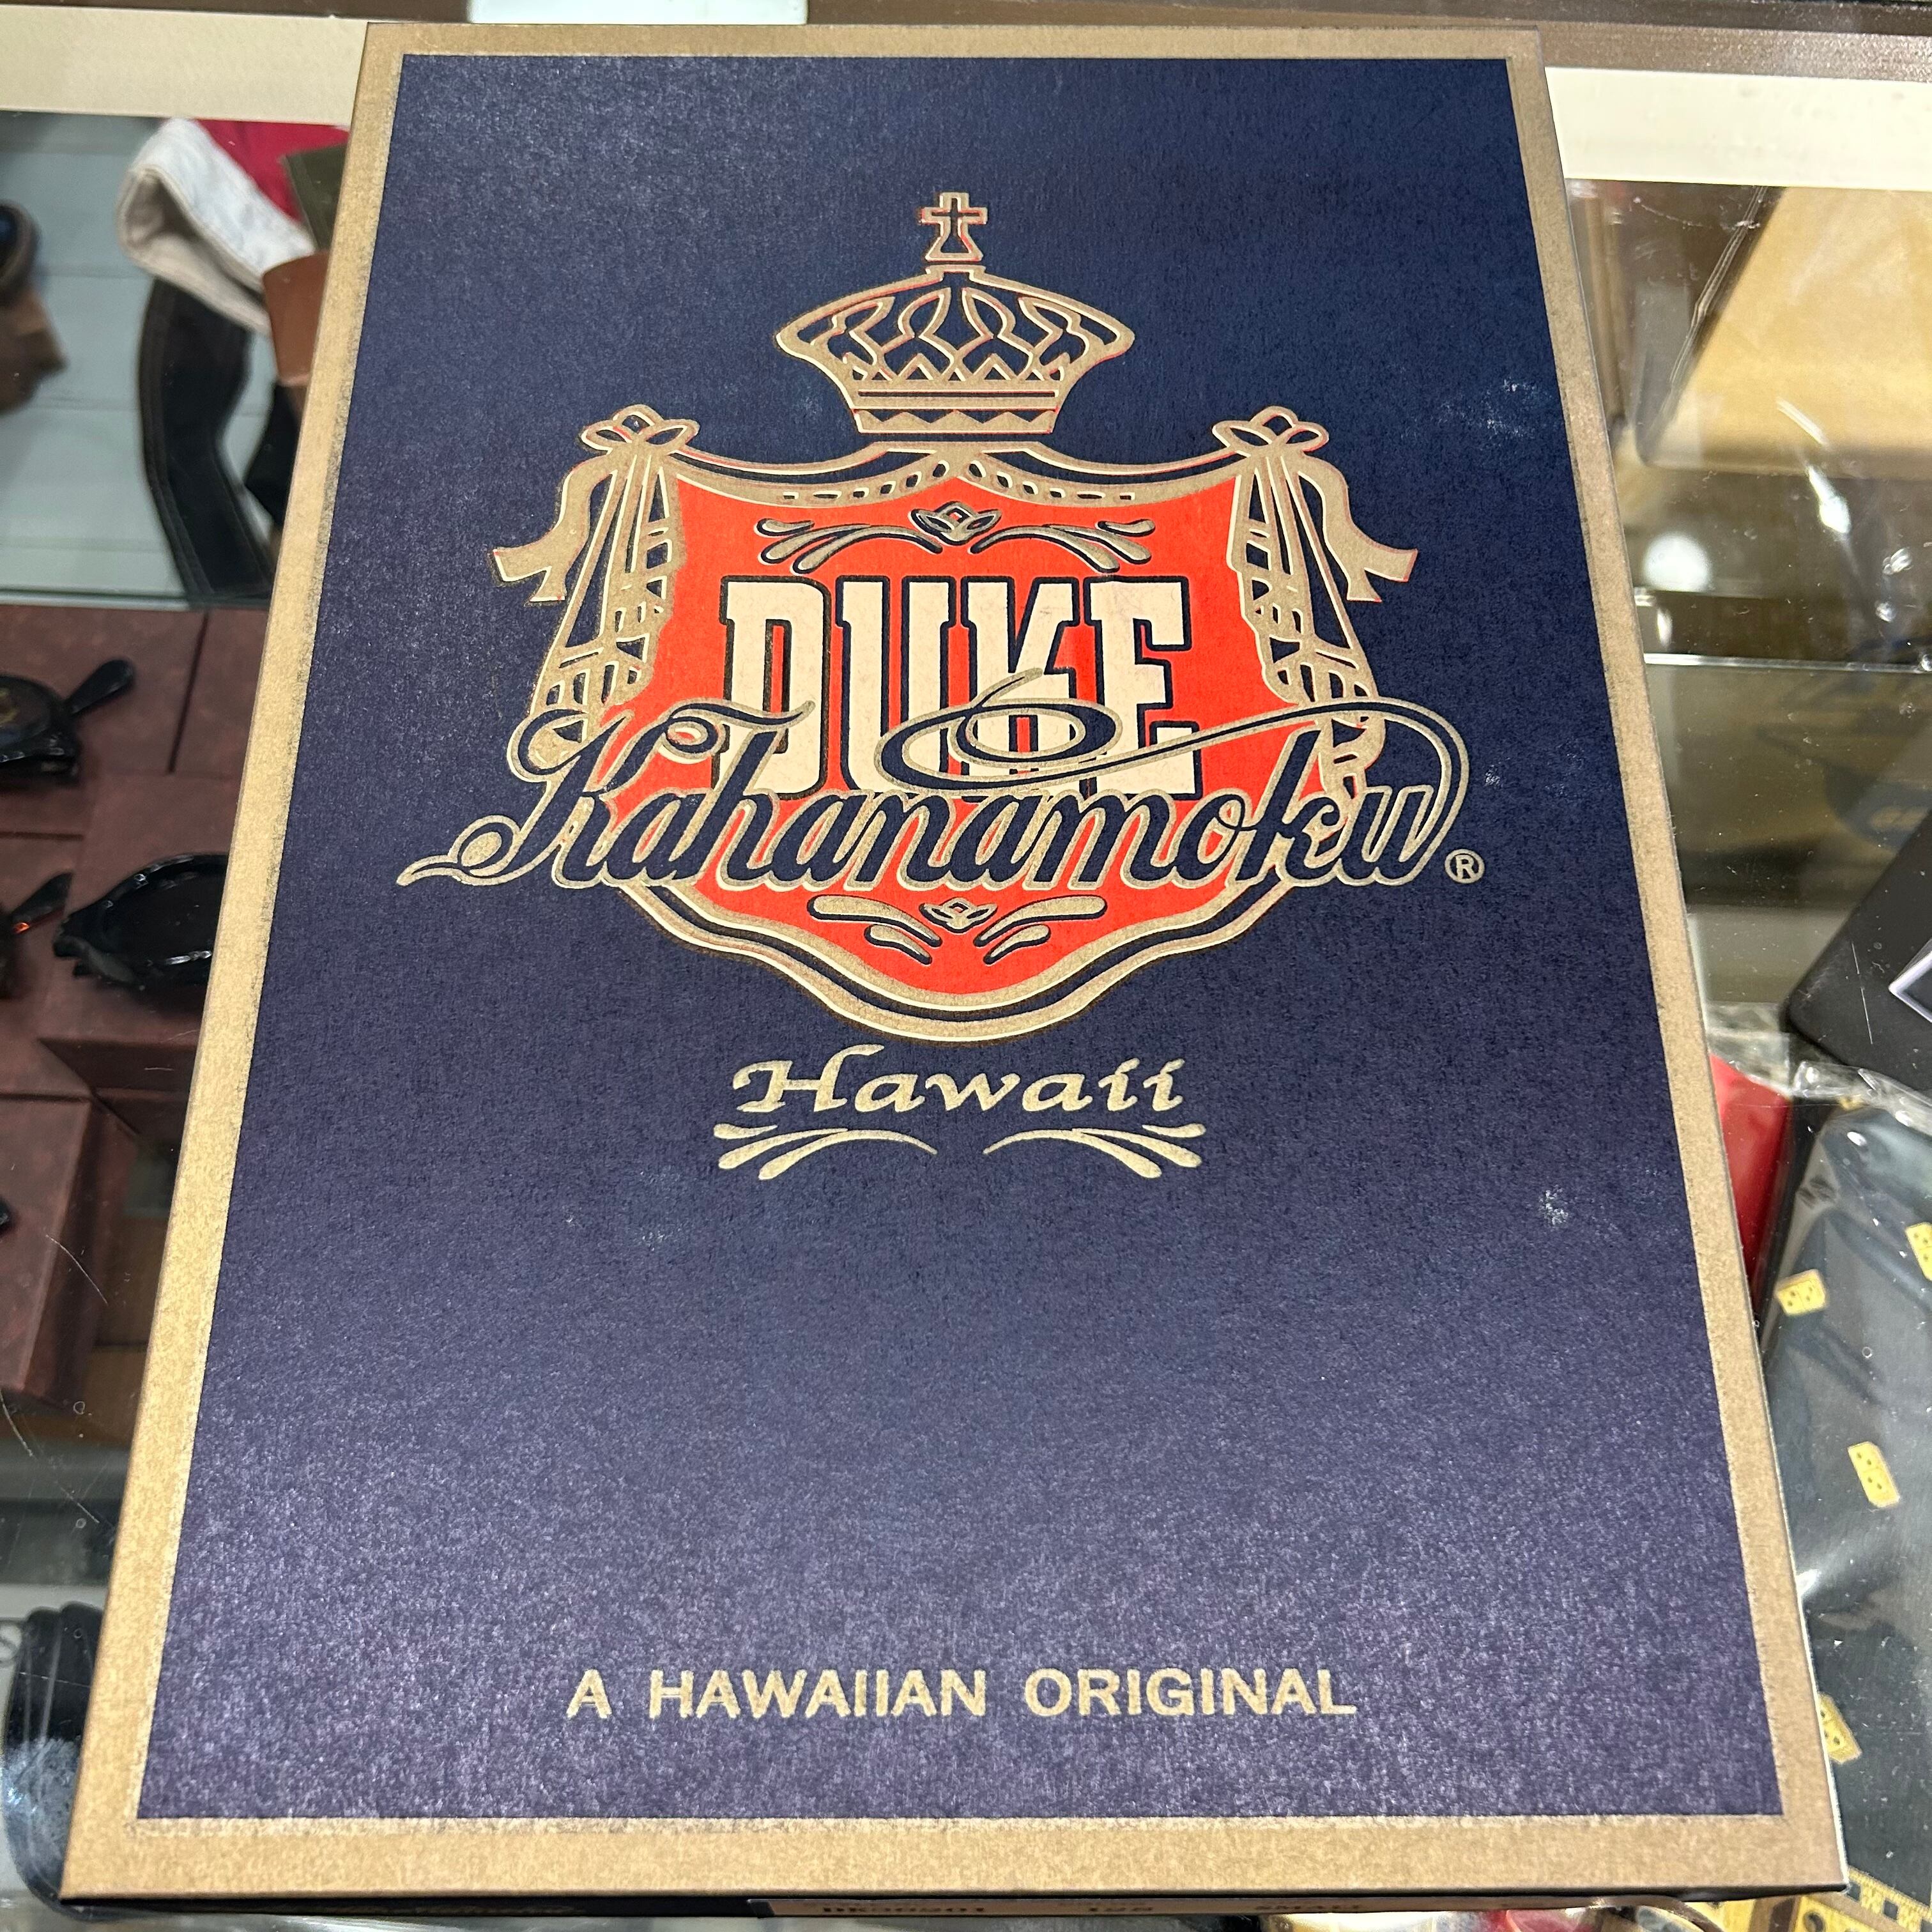 DUKE
Kahanamoku ®
Hawaii
A HAWAIIAN ORIGINAL